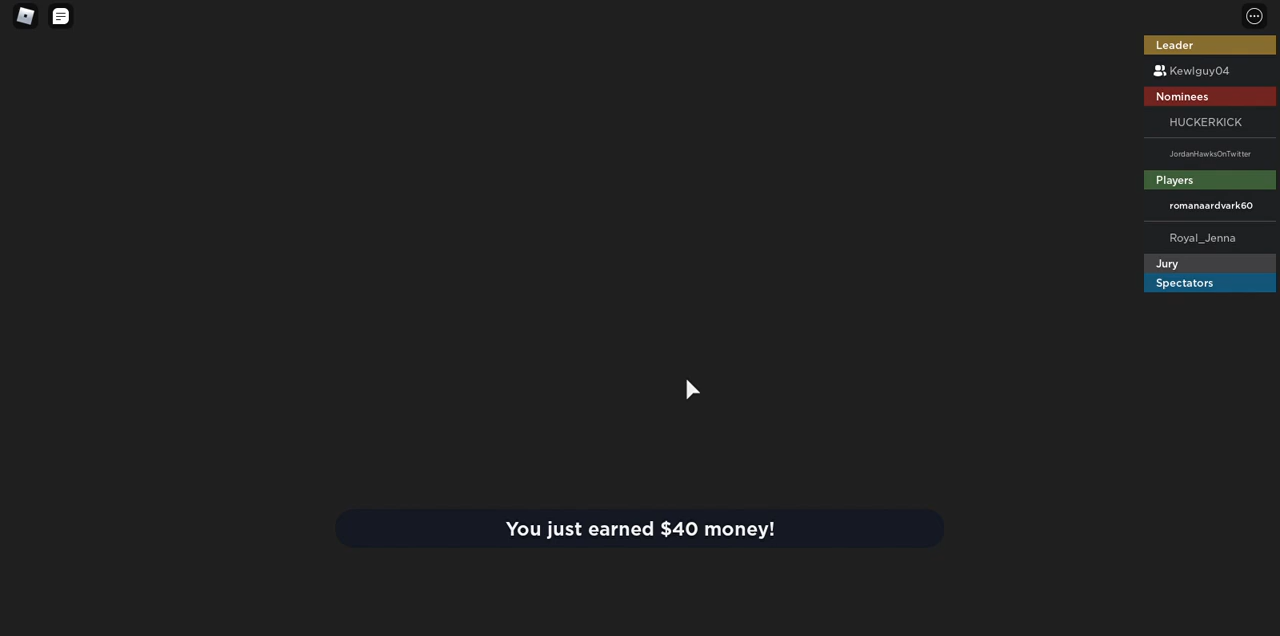 Leader
Kewlguy04
Nominees
HUCKERKICK
JordanHawksOnTwitter
Players
romanaardvark60
Royal_Jenna
Jury
Spectators
You just earned $40 money!